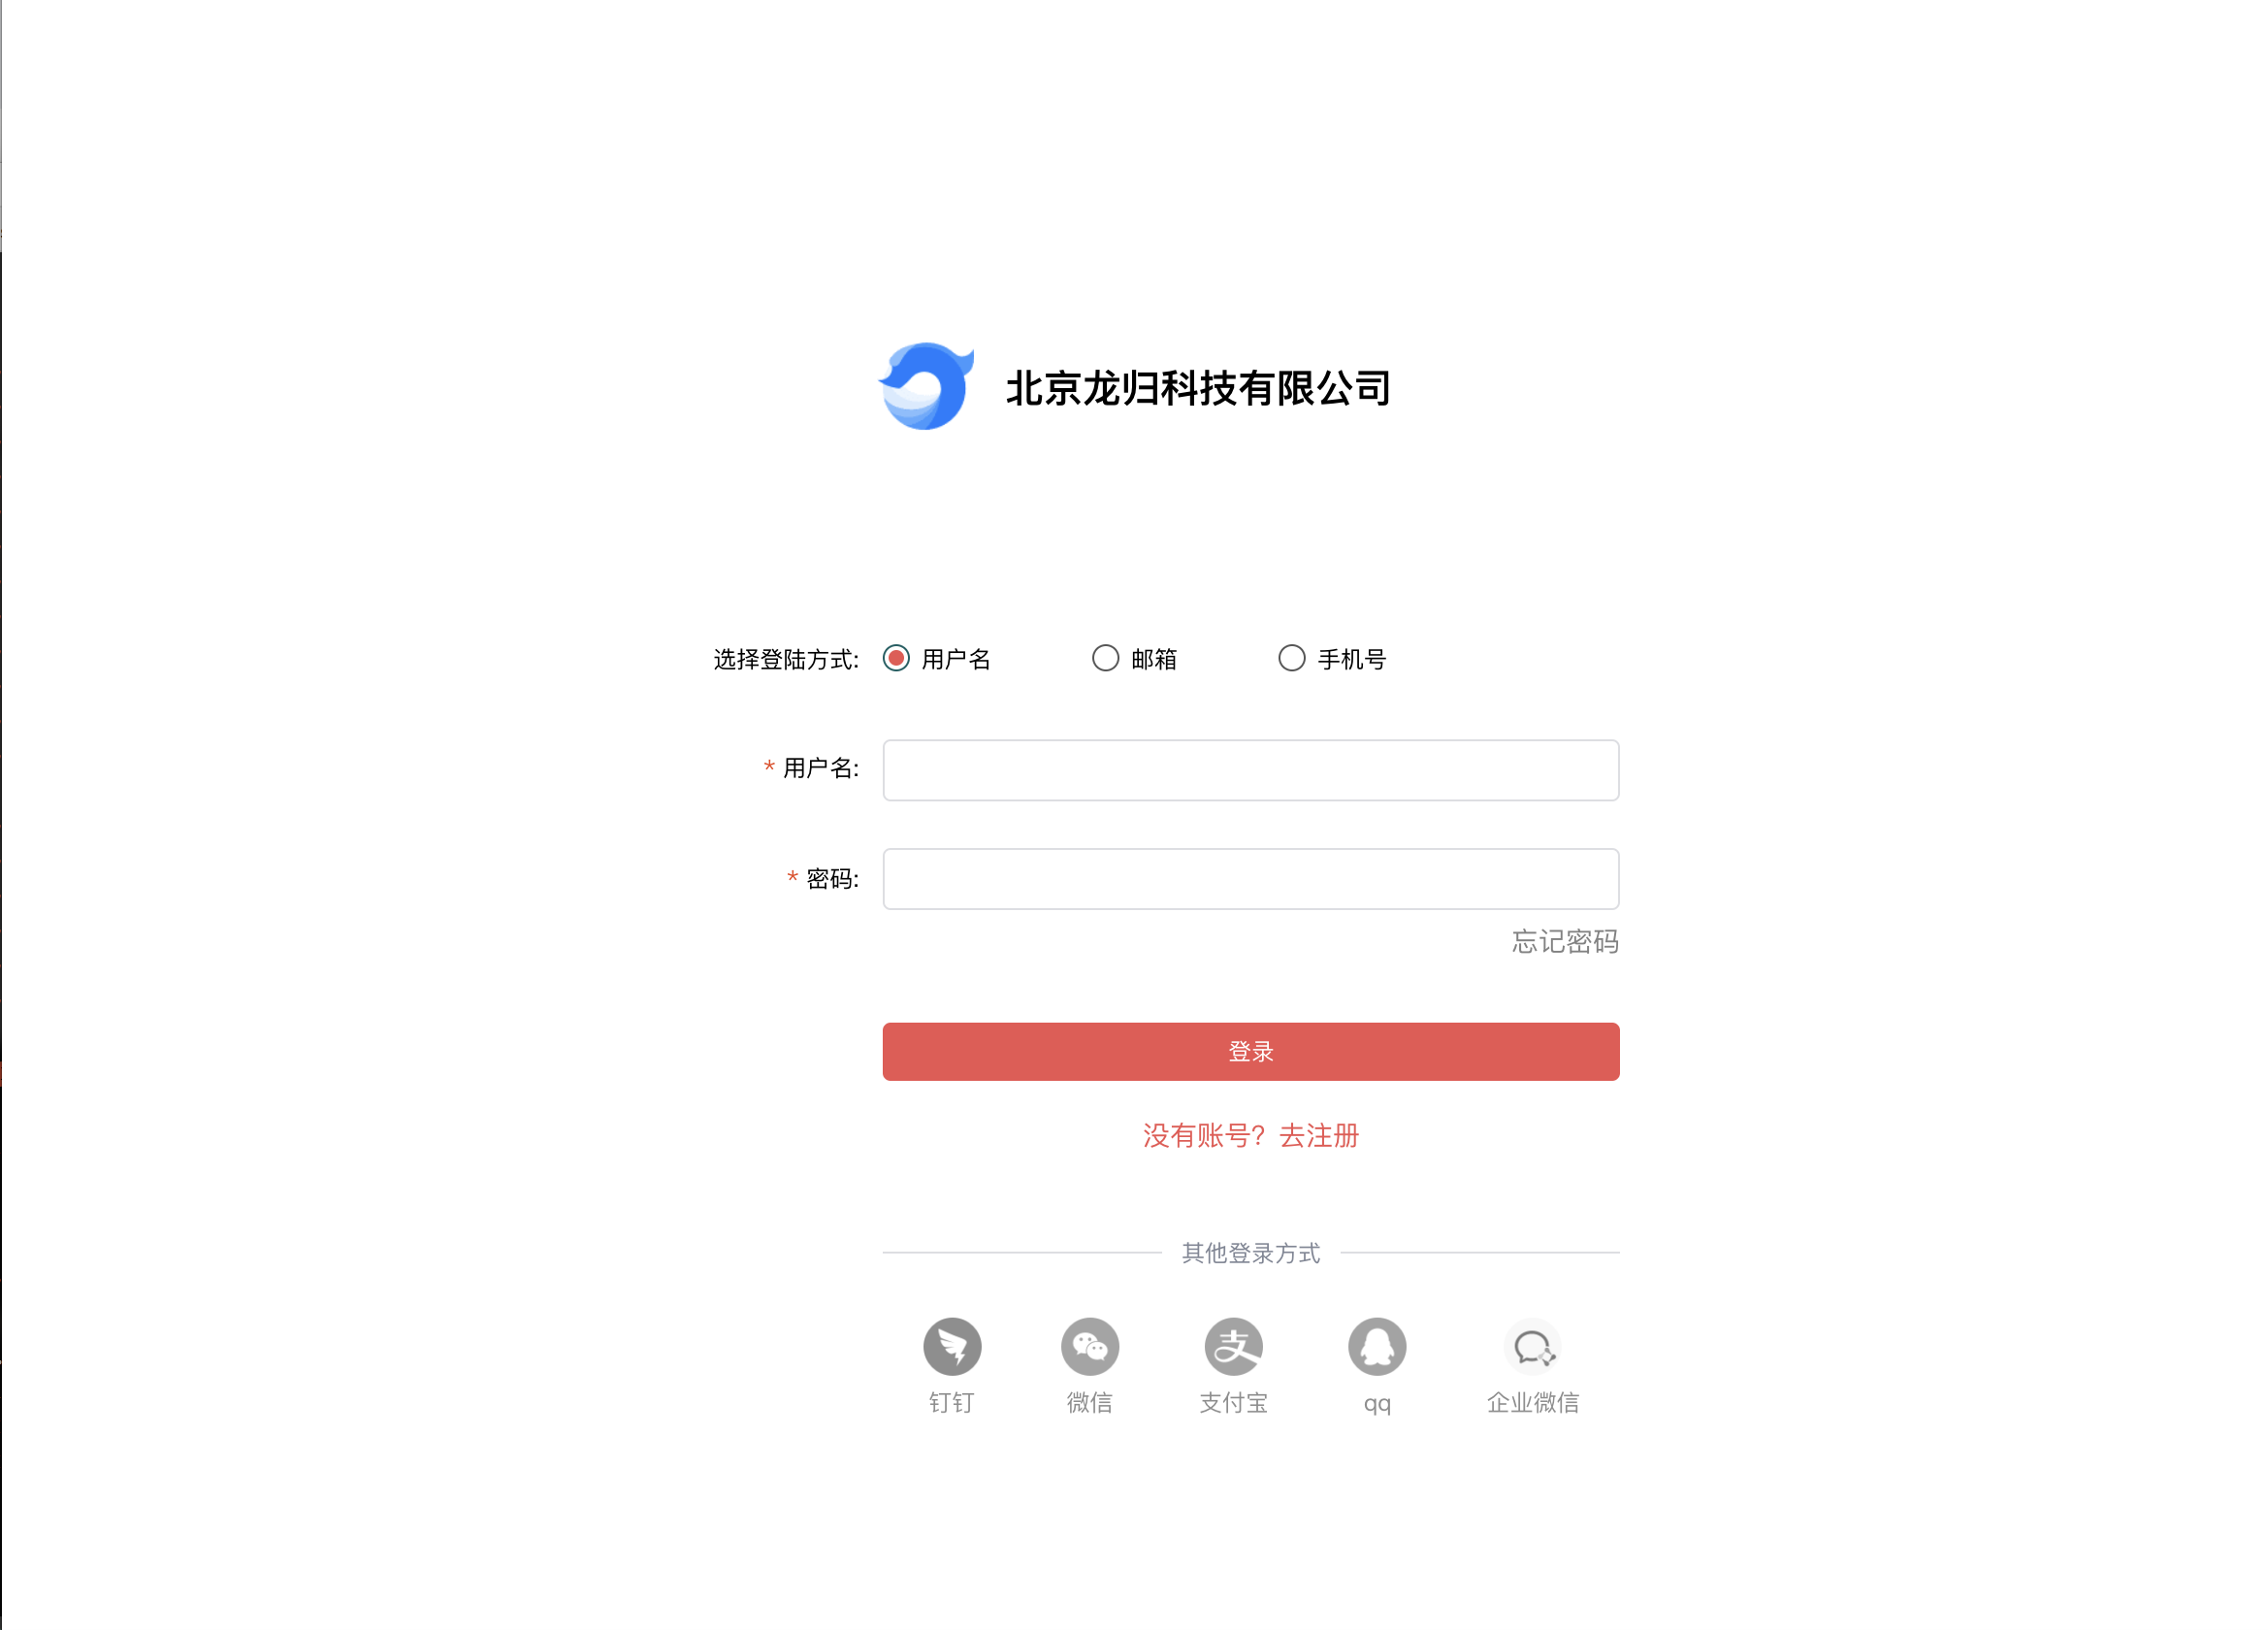 北京龙归科技有限公司
选择登陆方式: 用户名 邮箱 手机号
* 用户名:
* 密码:
忘记密码
登录
没有账号? 去注册
其他登录方式
钉钉 微信 支付宝 qq 企业微信